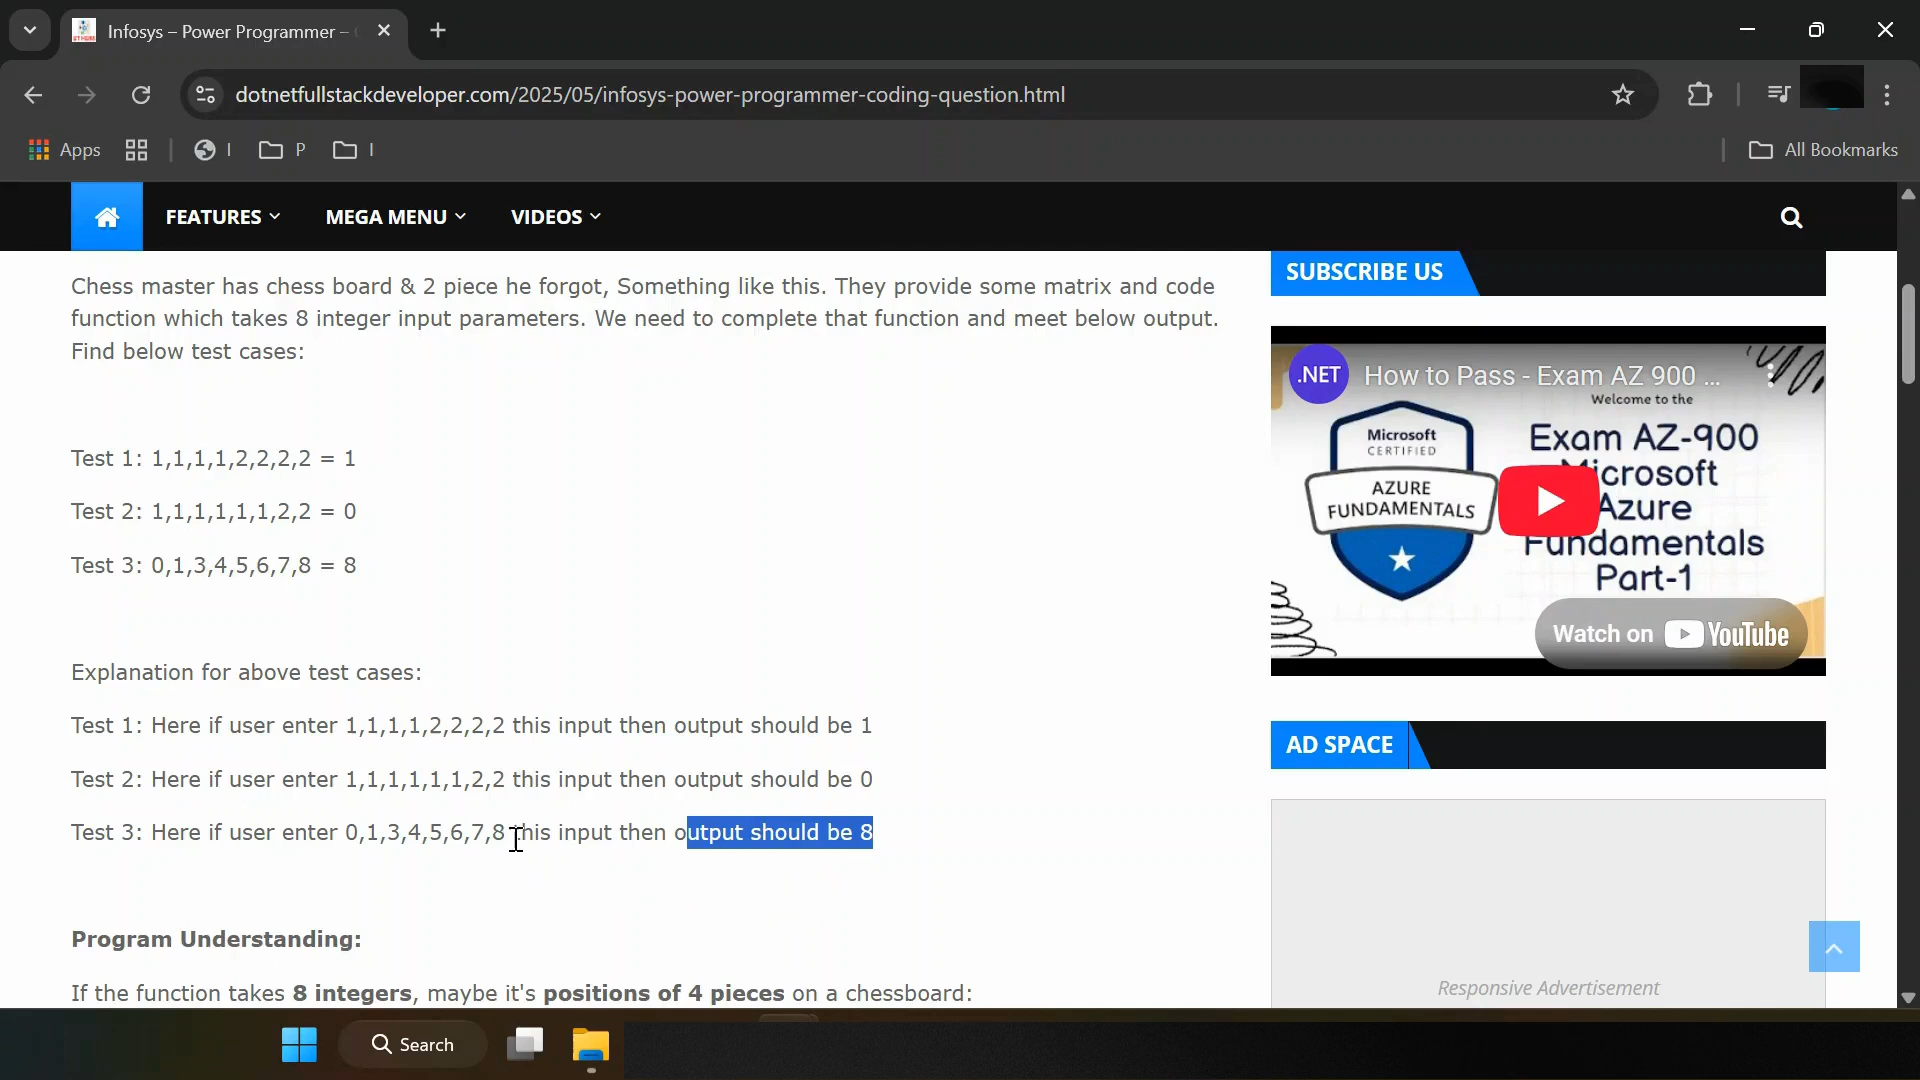 Infosys – Power Programmer –
dotnetfullstackdeveloper.com/2025/05/infosys-power-programmer-coding-question.html
Apps
I
P
I
All Bookmarks
FEATURES
MEGA MENU
VIDEOS
Chess master has chess board & 2 piece he forgot, Something like this. They provide some matrix and code
function which takes 8 integer input parameters. We need to complete that function and meet below output.
Find below test cases:
Test 1: 1,1,1,1,2,2,2,2 = 1
Test 2: 1,1,1,1,1,1,2,2 = 0
Test 3: 0,1,3,4,5,6,7,8 = 8
Explanation for above test cases:
Test 1: Here if user enter 1,1,1,1,2,2,2,2 this input then output should be 1
Test 2: Here if user enter 1,1,1,1,1,1,2,2 this input then output should be 0
Test 3: Here if user enter 0,1,3,4,5,6,7,8 this input then output should be 8
Program Understanding:
If the function takes 8 integers, maybe it's positions of 4 pieces on a chessboard:
SUBSCRIBE US
.NET
How to Pass - Exam AZ 900 ...
Welcome to the
Exam AZ-900
Microsoft
Azure
Fundamentals
Part-1
Microsoft
CERTIFIED
AZURE
FUNDAMENTALS
Watch on YouTube
AD SPACE
Responsive Advertisement
Search